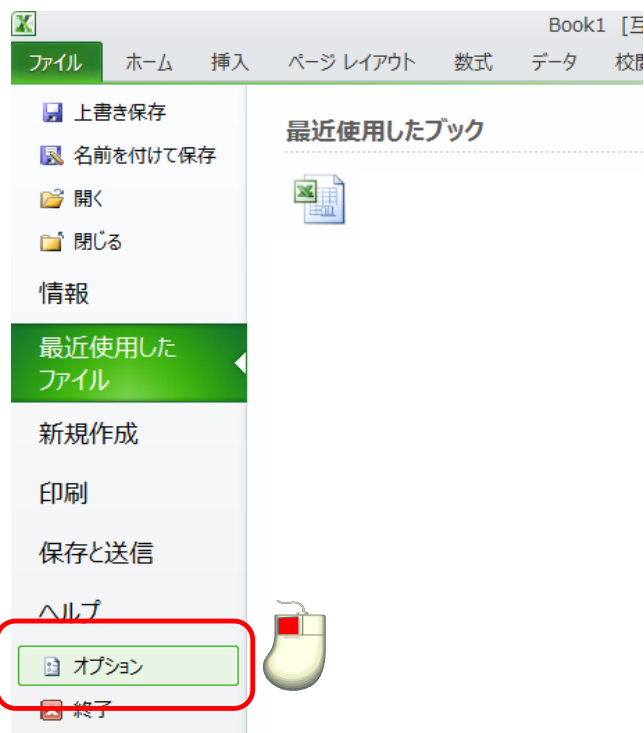 Book1 [互
ファイル ホーム 挿入 ページ レイアウト 数式 データ 校閲
上書き保存
最近使用したブック
名前を付けて保存
開く
閉じる
情報
最近使用した
ファイル
新規作成
印刷
保存と送信
ヘルプ
オプション
終了